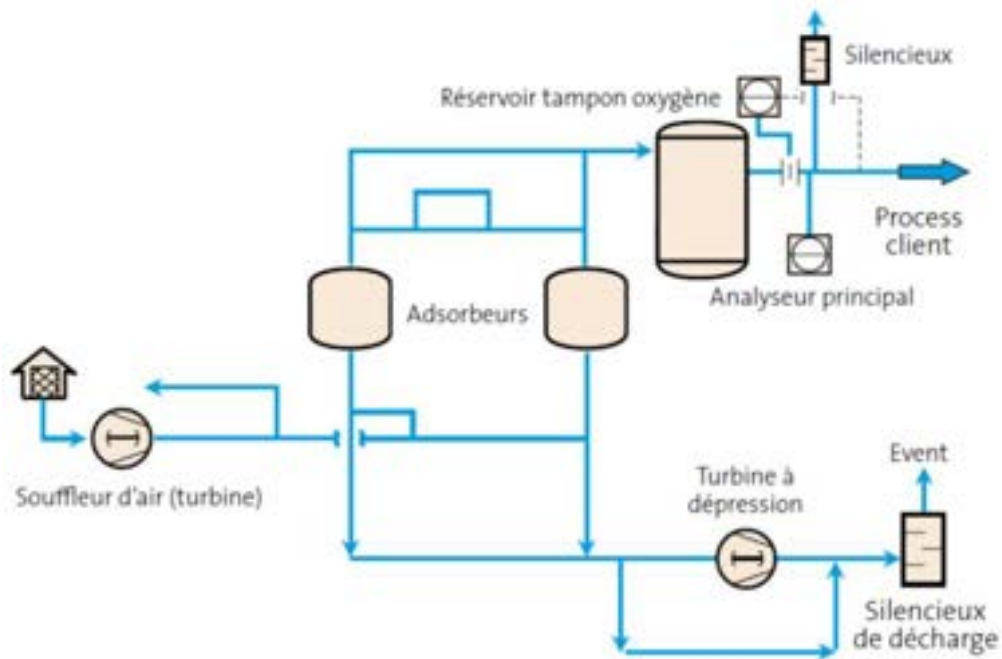 Silencieux
Réservoir tampon oxygène
Process
client
Analyseur principal
Adsorbeurs
Souffleur d'air (turbine)
Turbine à
dépression
Event
Silencieux
de décharge